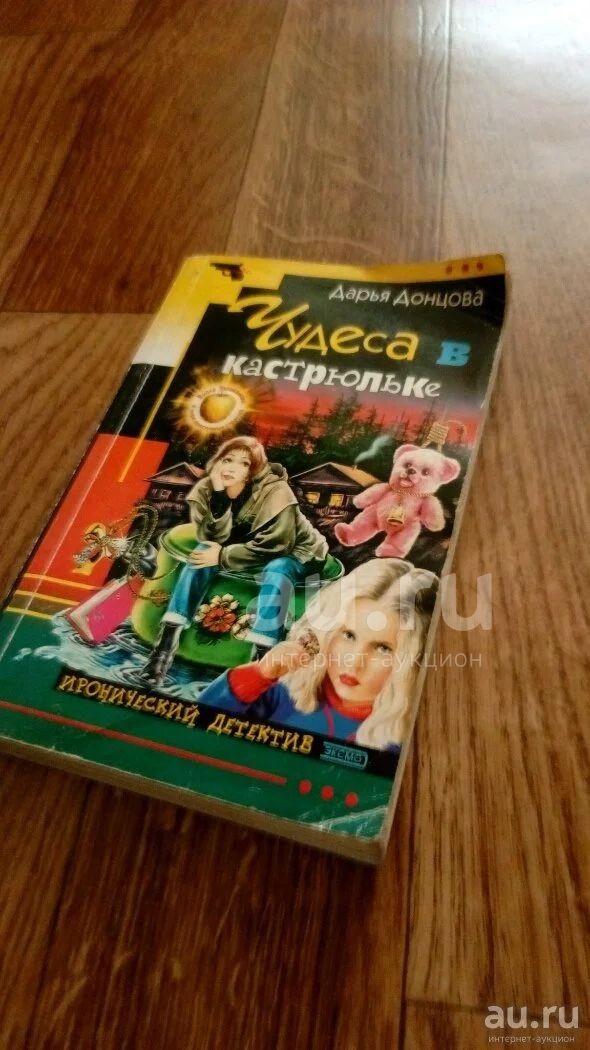 Дарья Донцова
Чудеса в
кастрюльке
ИРОНИЧЕСКИЙ ДЕТЕКТИВ
ЭКСМО
au.ru
интернет-аукцион
au.ru
интернет-аукцион